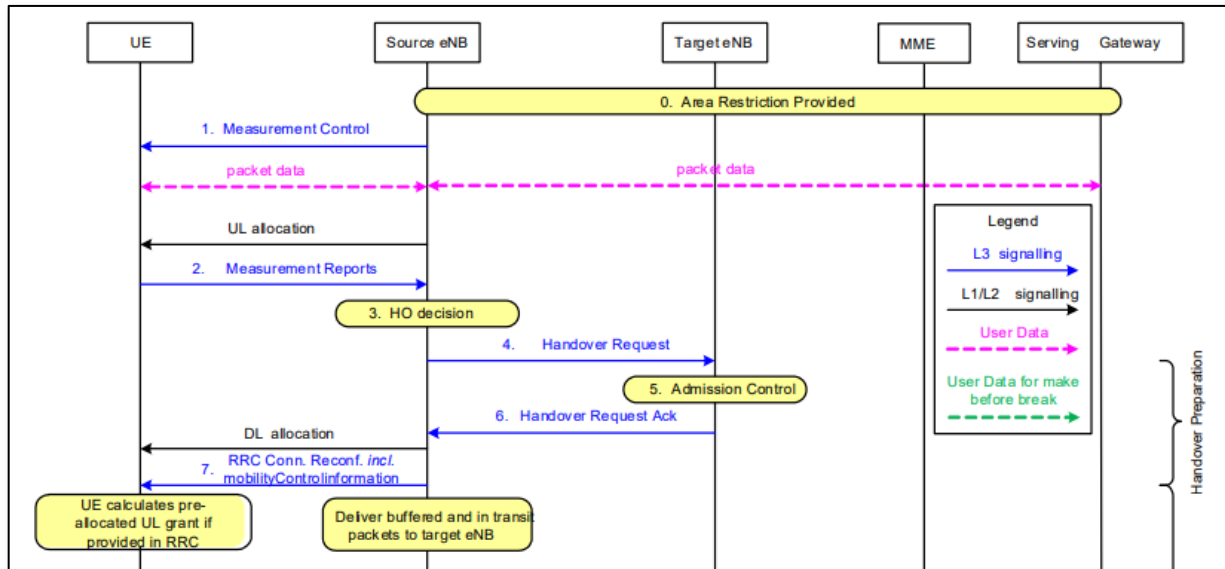 UE
Source eNB
Target eNB
MME
Serving Gateway
0. Area Restriction Provided
1. Measurement Control
packet data
packet data
UL allocation
2. Measurement Reports
3. HO decision
4. Handover Request
5. Admission Control
6. Handover Request Ack
DL allocation
7. RRC Conn. Reconf. incl.
mobilityControlinformation
UE calculates pre-
allocated UL grant if
provided in RRC
Deliver buffered and in transit
packets to target eNB
Legend
L3 signalling
L1/L2 signalling
User Data
User Data for make
before break
Handover Preparation